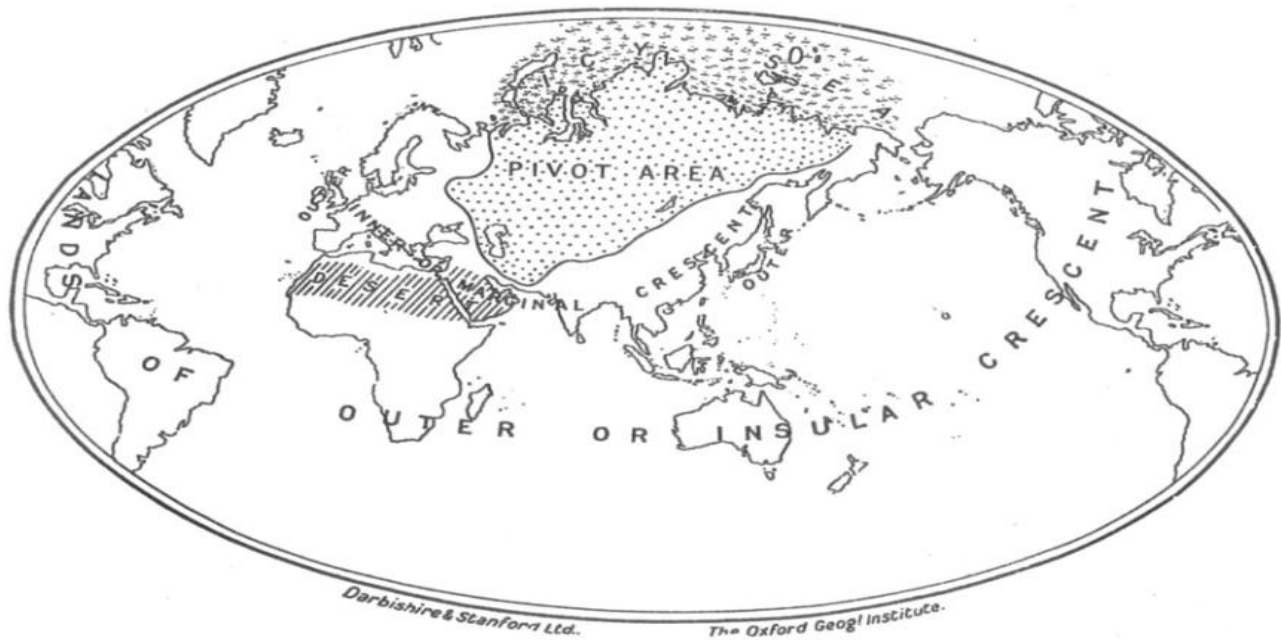 ICY SEA
PIVOT AREA
LANDS
OF
OUTER
INNER OR MARGINAL
CRESCENT
OUTER
DESERT
OUTER OR INSULAR CRESCENT
Darbishire & Stanford Ltd..
The Oxford Geog! Institute.